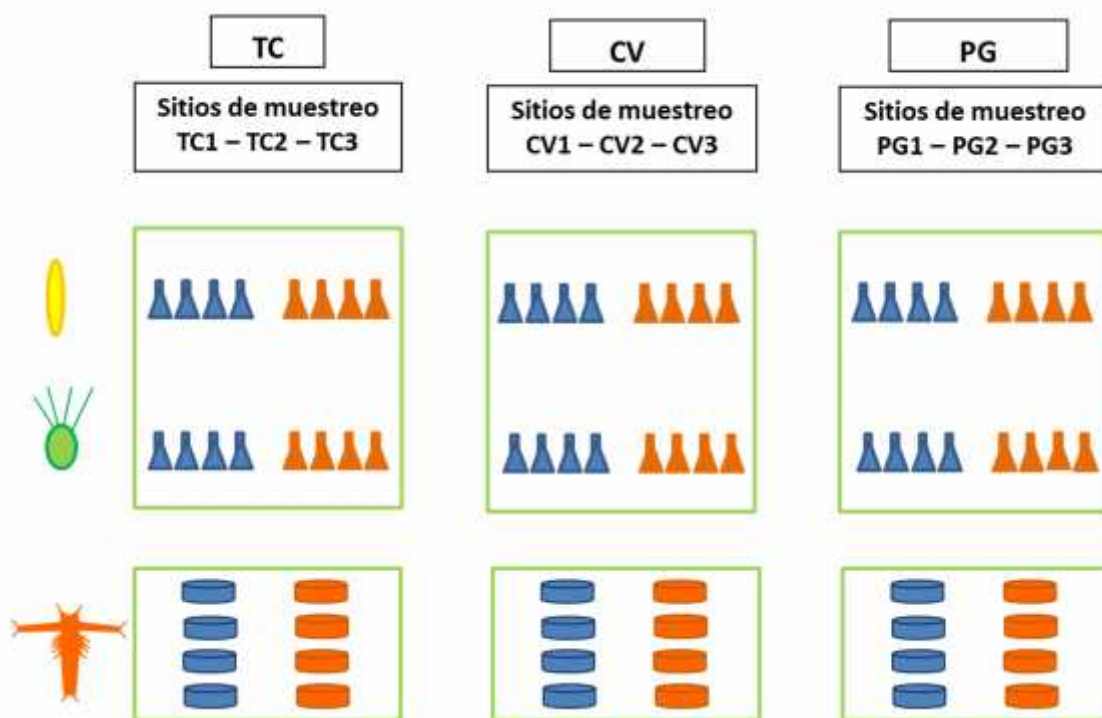 TC
Sitios de muestreo
TC1 – TC2 – TC3
CV
Sitios de muestreo
CV1 – CV2 – CV3
PG
Sitios de muestreo
PG1 – PG2 – PG3